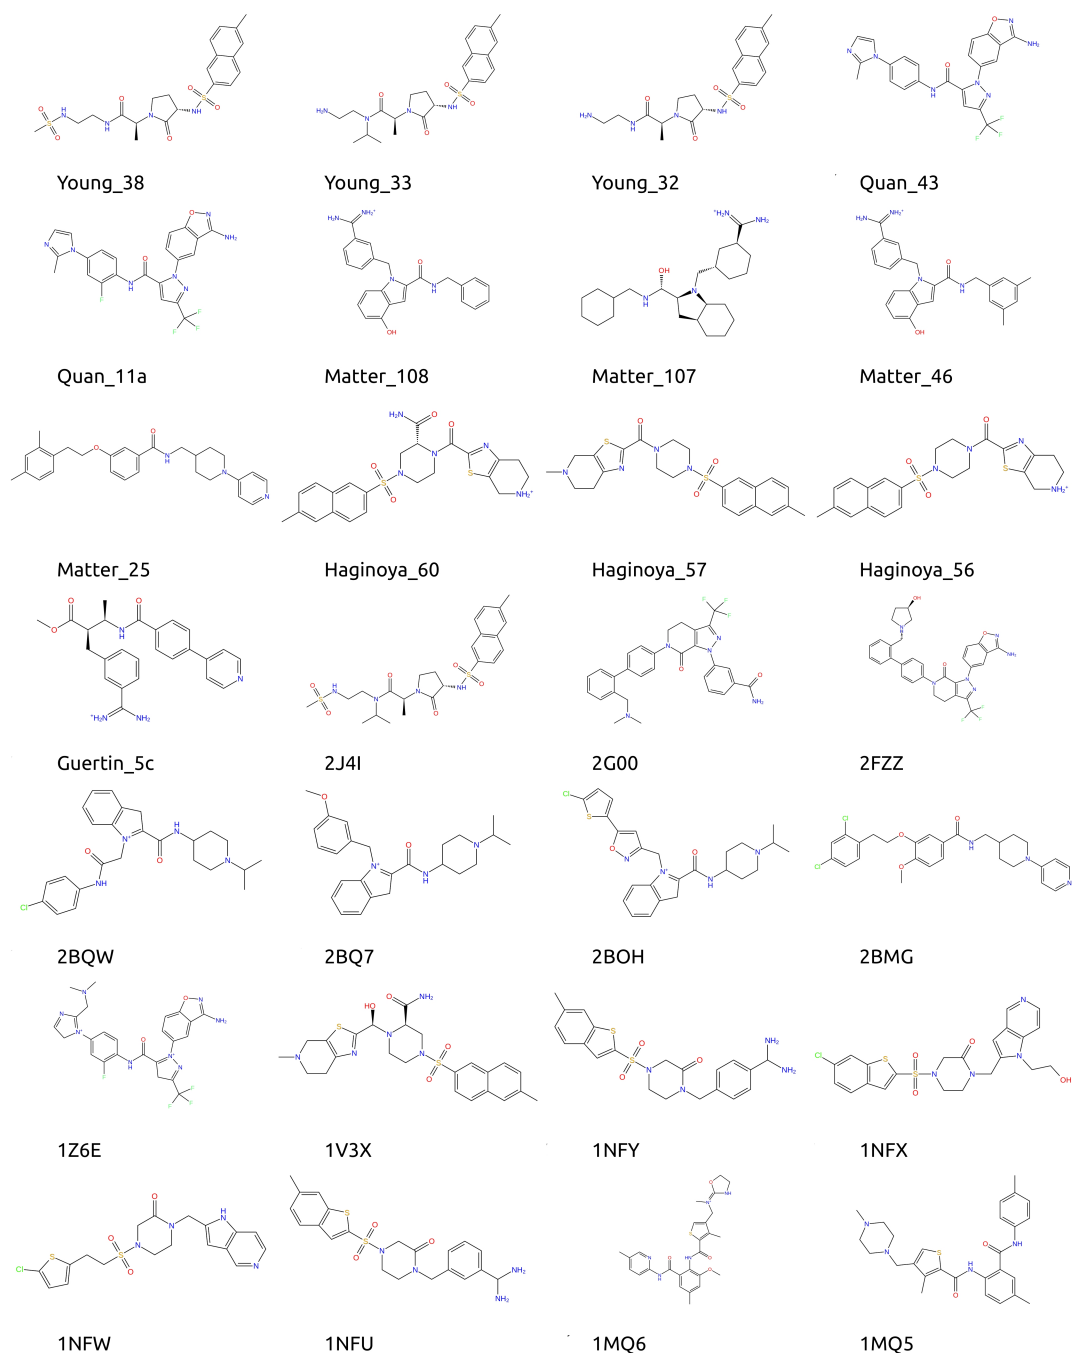 Young_38 Young_33 Young_32 Quan_43
Quan_11a Matter_108 Matter_107 Matter_46
Matter_25 Haginoya_60 Haginoya_57 Haginoya_56
Guertin_5c 2J4I 2G00 2FZZ
2BQW 2BQ7 2BOH 2BMG
1Z6E 1V3X 1NFY 1NFX
1NFW 1NFU 1MQ6 1MQ5